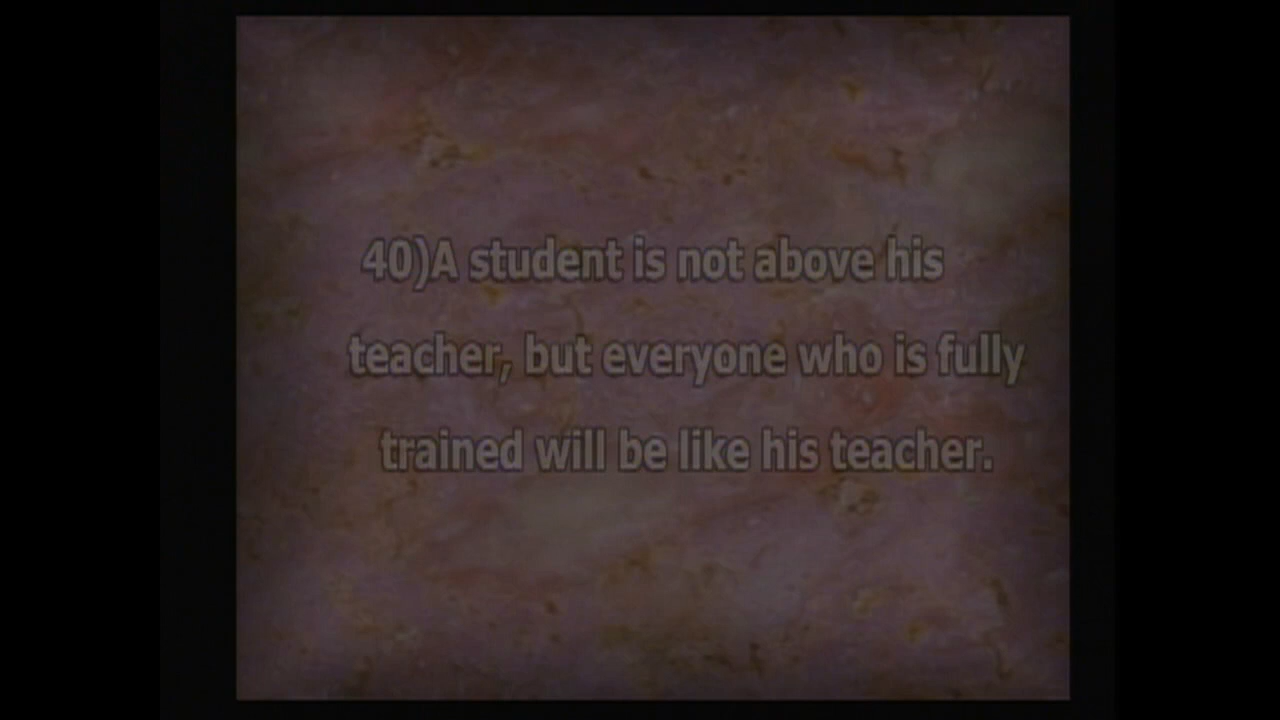 40)A student is not above his
teacher, but everyone who is fully
trained will be like his teacher.